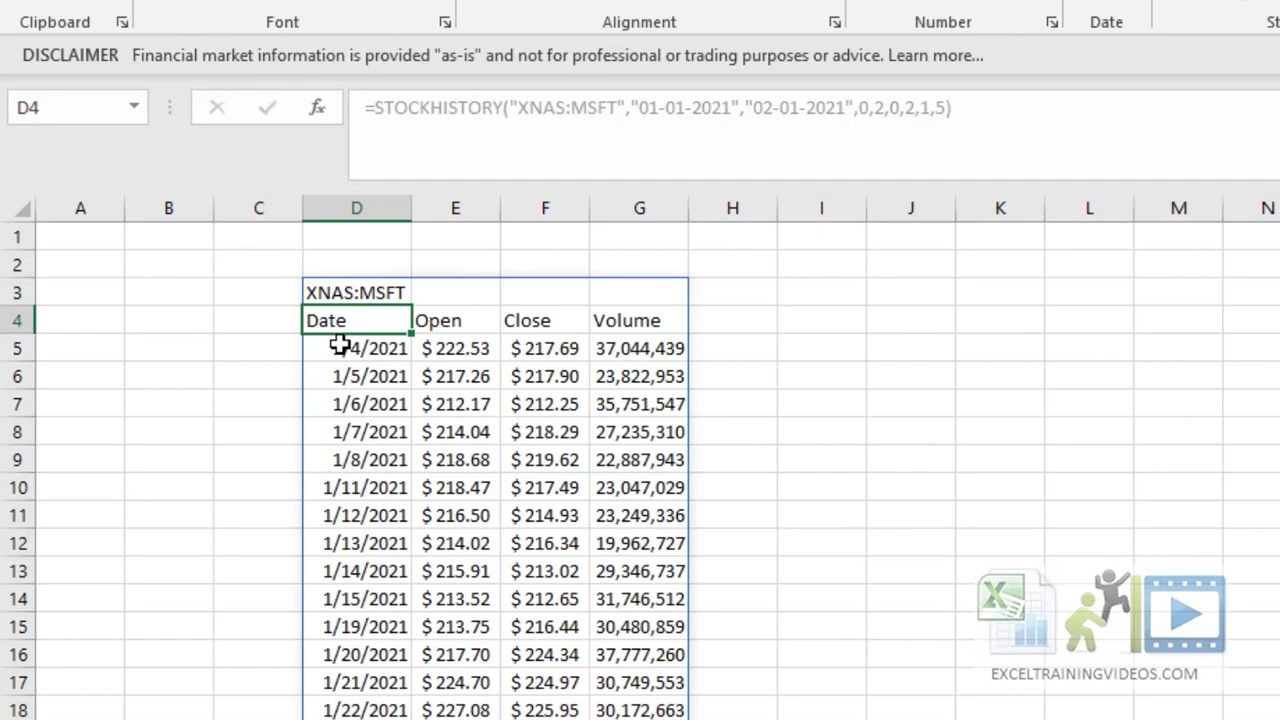 Clipboard Font Alignment Number Date St
DISCLAIMER Financial market information is provided "as-is" and not for professional or trading purposes or advice. Learn more...
D4 fx =STOCKHISTORY("XNAS:MSFT","01-01-2021","02-01-2021",0,2,0,2,1,5)
A B C D E F G H I J K L M N
1
2
3 XNAS:MSFT
4 Date Open Close Volume
5 /4/2021 $ 222.53 $ 217.69 37,044,439
6 1/5/2021 $ 217.26 $ 217.90 23,822,953
7 1/6/2021 $ 212.17 $ 212.25 35,751,547
8 1/7/2021 $ 214.04 $ 218.29 27,235,310
9 1/8/2021 $ 218.68 $ 219.62 22,887,943
10 1/11/2021 $ 218.47 $ 217.49 23,047,029
11 1/12/2021 $ 216.50 $ 214.93 23,249,336
12 1/13/2021 $ 214.02 $ 216.34 19,962,727
13 1/14/2021 $ 215.91 $ 213.02 29,346,737
14 1/15/2021 $ 213.52 $ 212.65 31,746,512
15 1/19/2021 $ 213.75 $ 216.44 30,480,859
16 1/20/2021 $ 217.70 $ 224.34 37,777,260
17 1/21/2021 $ 224.70 $ 224.97 30,749,553
18 1/22/2021 $ 227.08 $ 225.95 30,172,663
X
EXCELTRAININGVIDEOS.COM